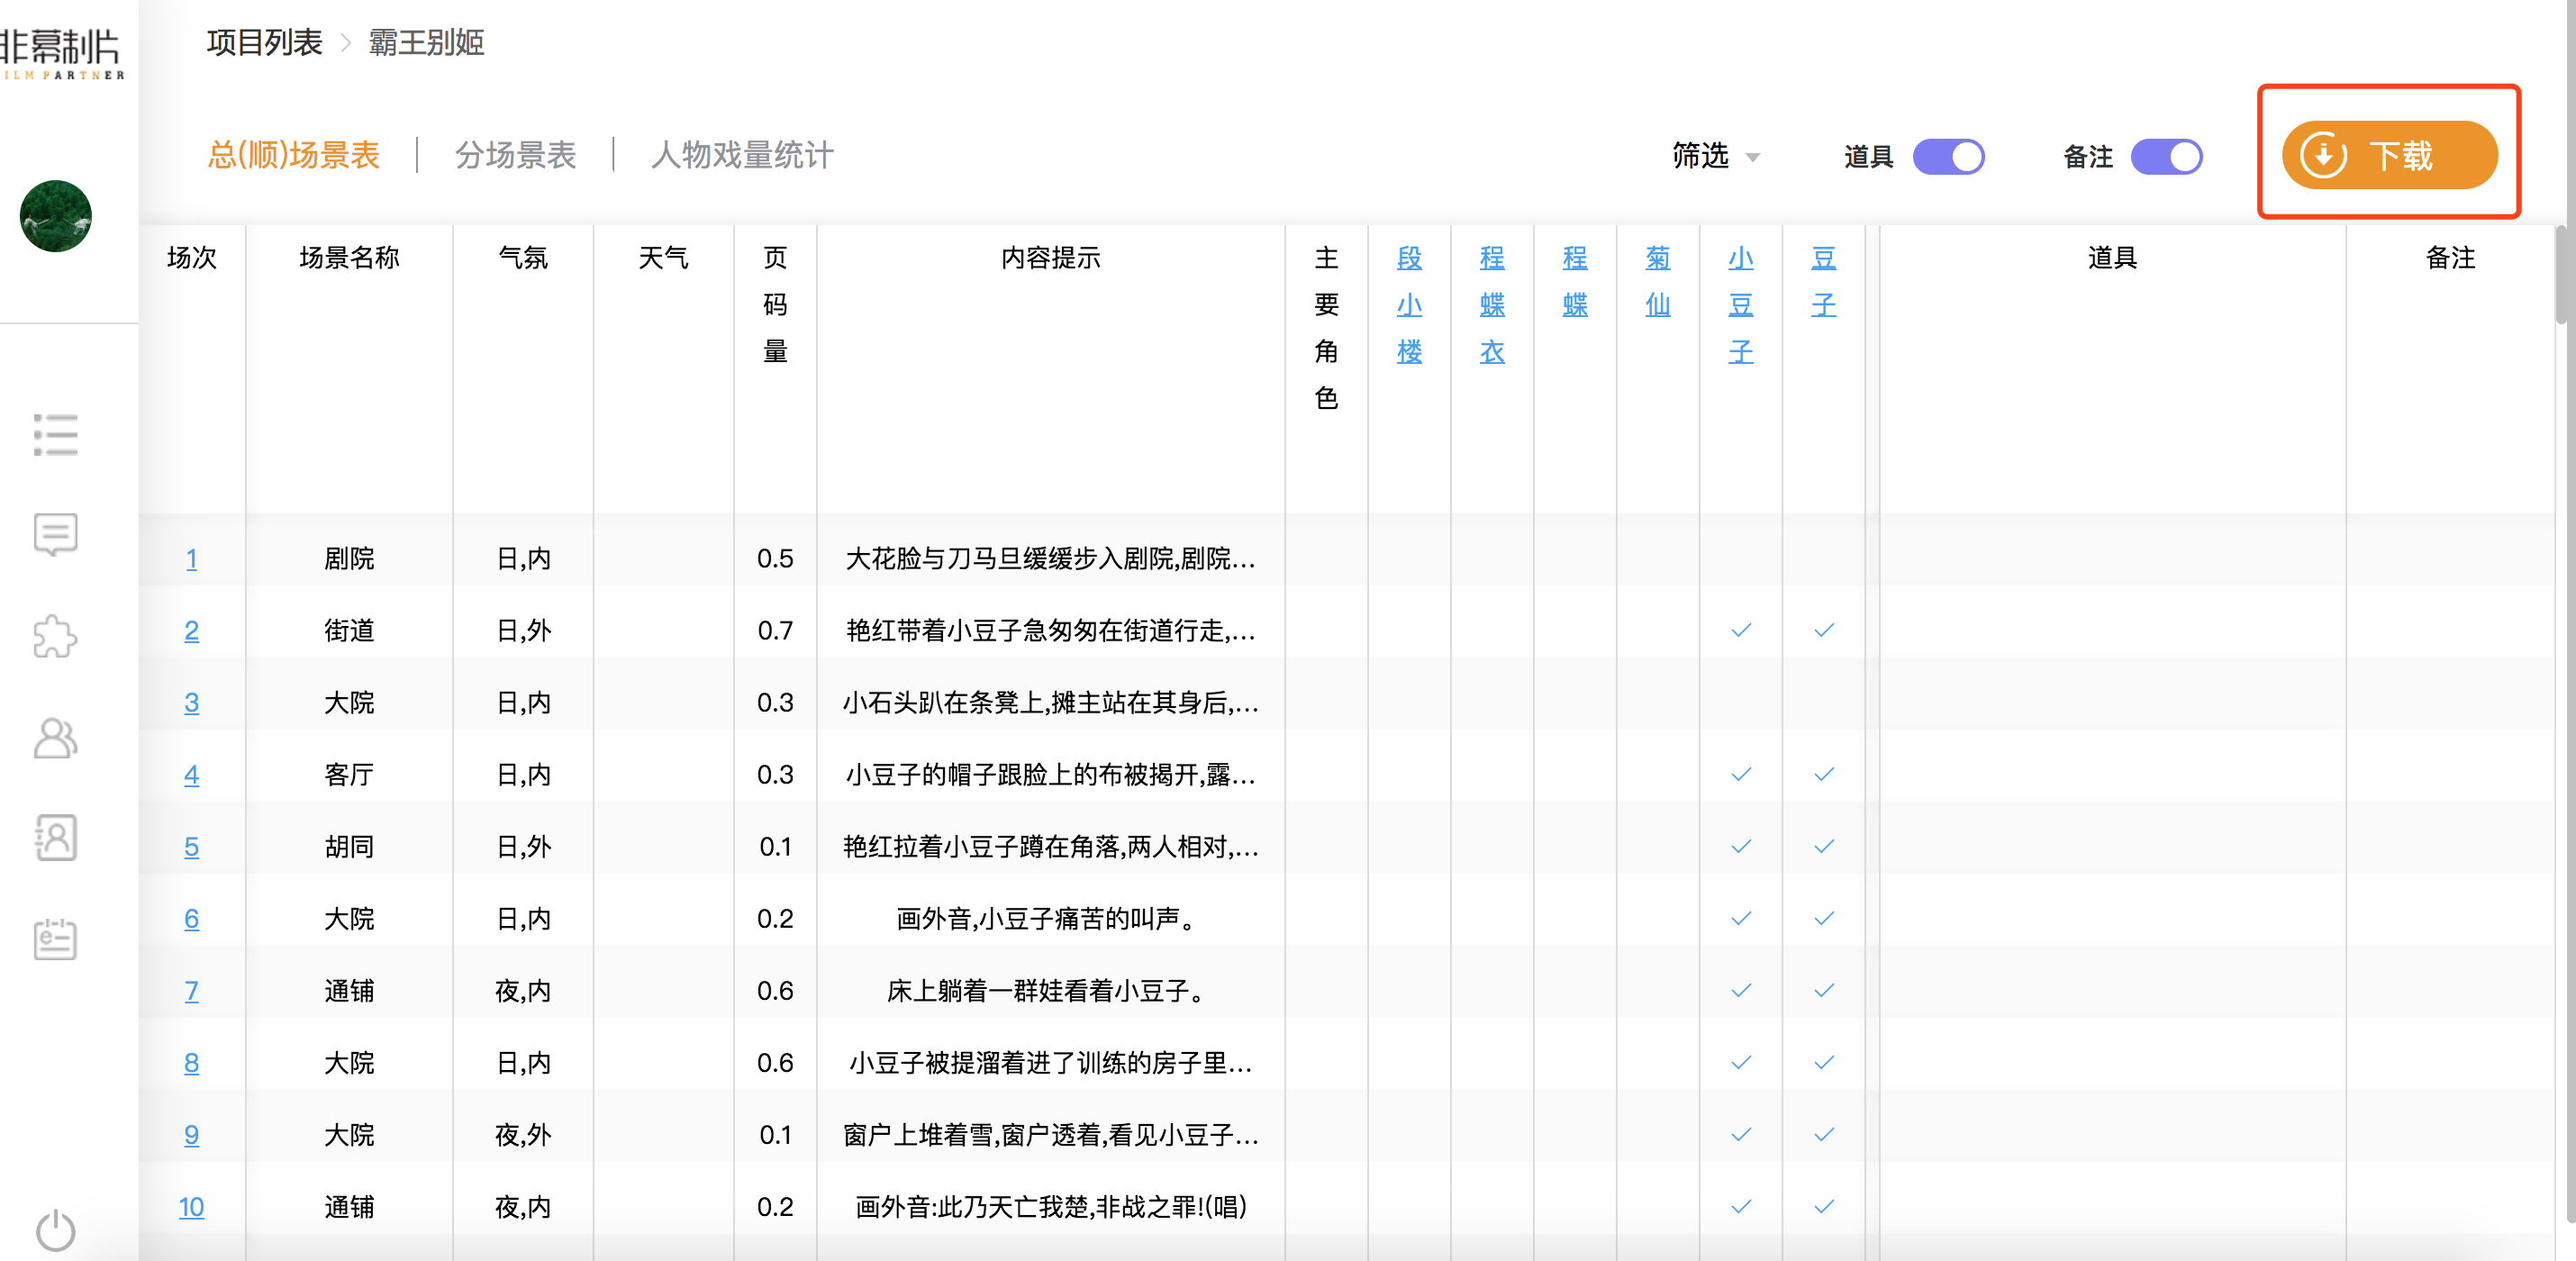 非幕制片
ILM PARTNER
项目列表 > 霸王别姬
总(顺)场景表 | 分场景表 | 人物戏量统计 筛选 道具 备注 下载
场次 场景名称 气氛 天气 页码量 内容提示 主要角色 段小楼 程蝶衣 程蝶 菊仙 小豆子 豆子 道具 备注
1 剧院 日,内 0.5 大花脸与刀马旦缓缓步入剧院,剧院...
2 街道 日,外 0.7 艳红带着小豆子急匆匆在街道行走,...
3 大院 日,内 0.3 小石头趴在条凳上,摊主站在其身后,...
4 客厅 日,内 0.3 小豆子的帽子跟脸上的布被揭开,露...
5 胡同 日,外 0.1 艳红拉着小豆子蹲在角落,两人相对,...
6 大院 日,内 0.2 画外音,小豆子痛苦的叫声。
7 通铺 夜,内 0.6 床上躺着一群娃看着小豆子。
8 大院 日,内 0.6 小豆子被提溜着进了训练的房子里...
9 大院 夜,外 0.1 窗户上堆着雪,窗户透着,看见小豆子...
10 通铺 夜,内 0.2 画外音:此乃天亡我楚,非战之罪!(唱)